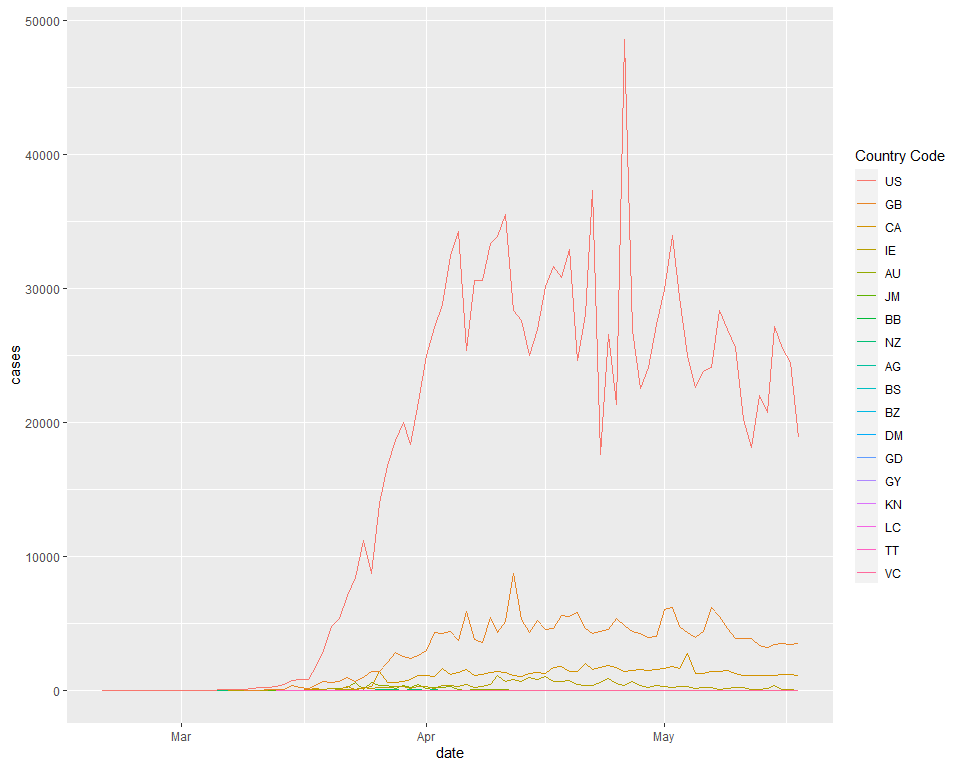 50000
40000
30000
20000
10000
0
cases
Mar
Apr
May
date
Country Code
US
GB
CA
IE
AU
JM
BB
NZ
AG
BS
BZ
DM
GD
GY
KN
LC
TT
VC